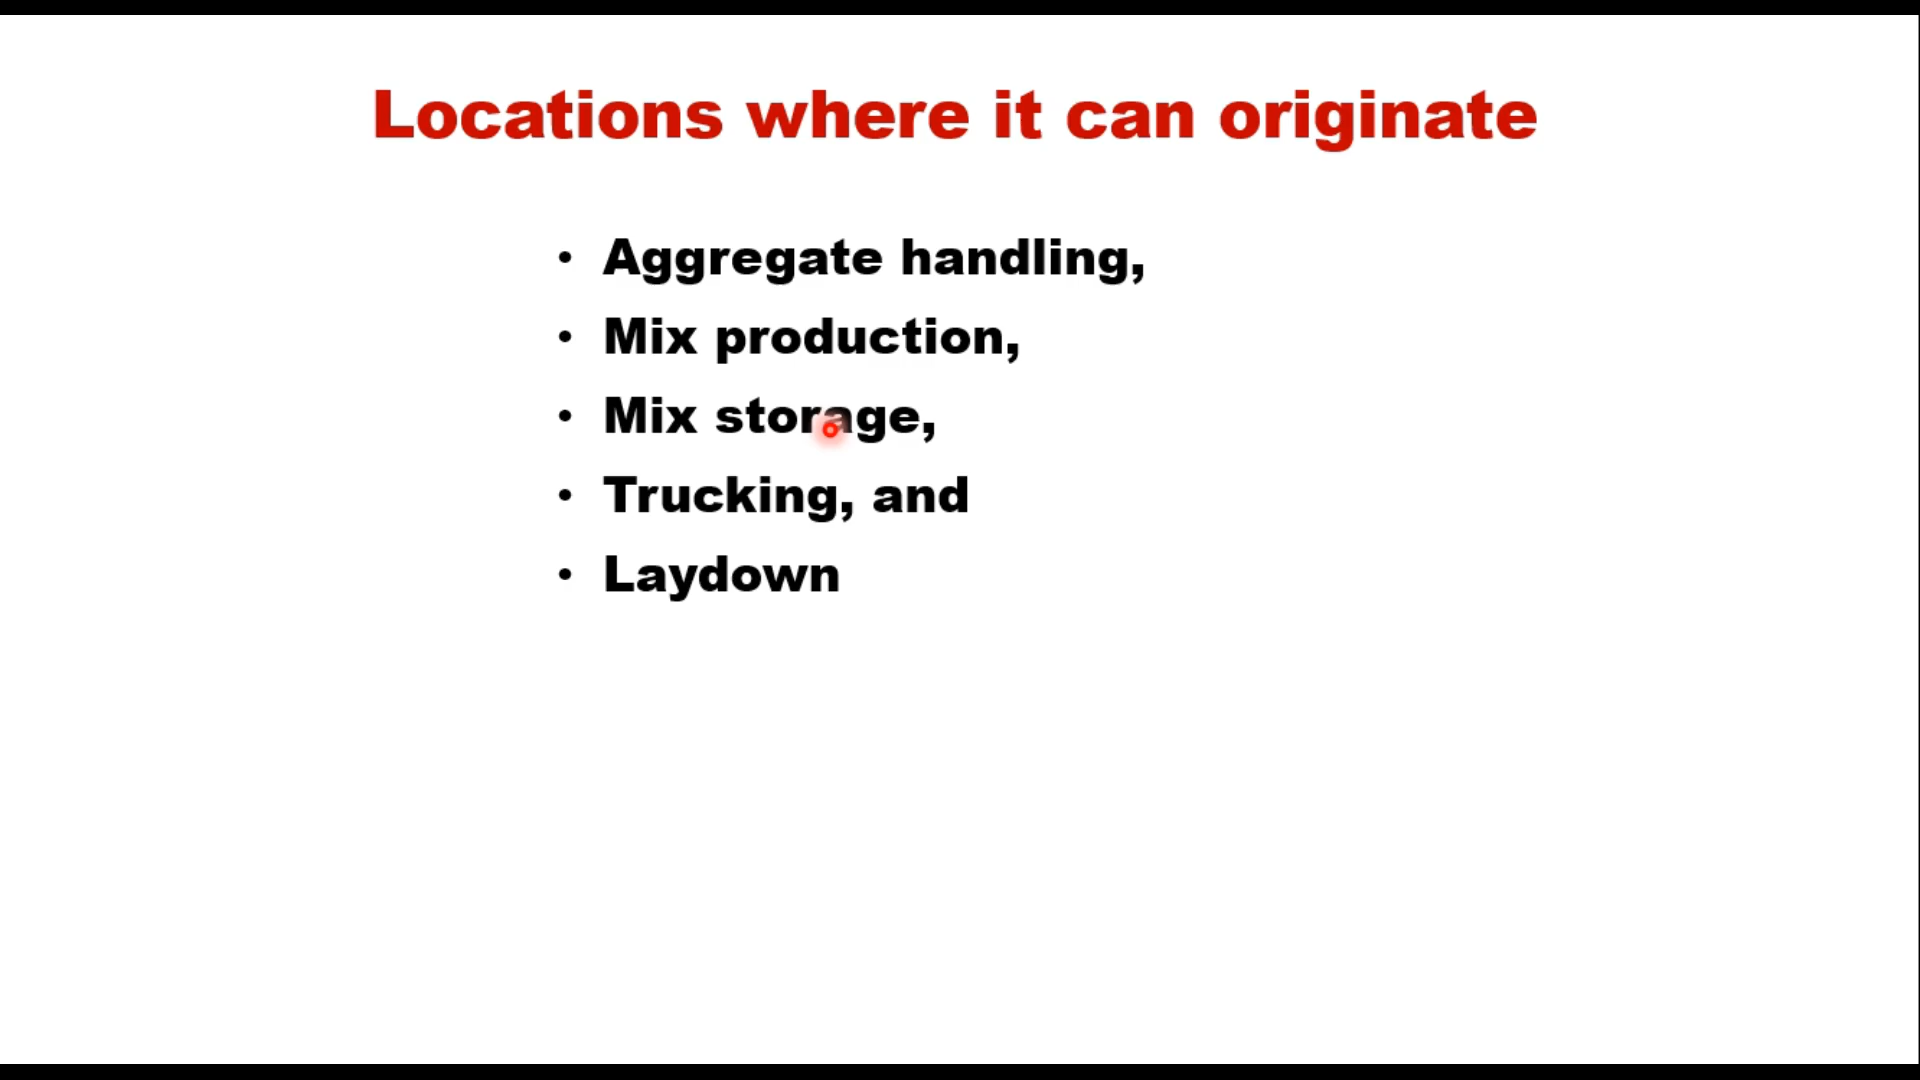 Locations where it can originate
• Aggregate handling,
• Mix production,
• Mix storage,
• Trucking, and
• Laydown